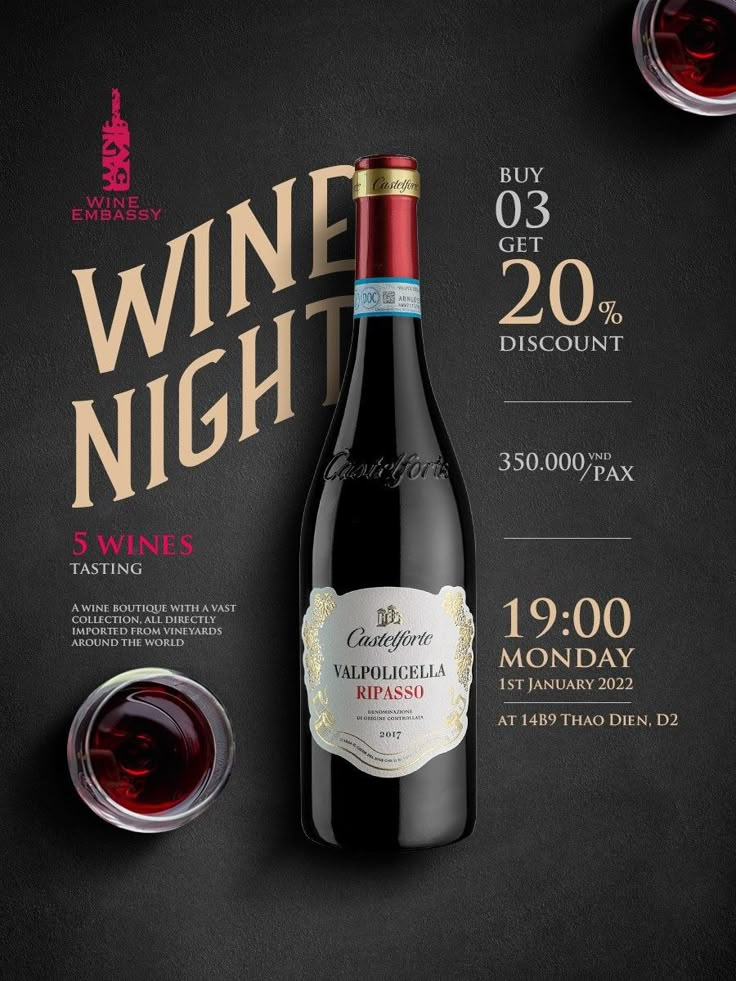 WINE
EMBASSY
WINE
NIGHT
5 WINES
TASTING
A WINE BOUTIQUE WITH A VAST
COLLECTION, ALL DIRECTLY
IMPORTED FROM VINEYARDS
AROUND THE WORLD
Castelforte
DOC
Castelforte
Castelforte
VALPOLICELLA
RIPASSO
DENOMINAZIONE
DI ORIGINE CONTROLLATA
2017
BUY
03
GET
20%
DISCOUNT
350.000 VND/PAX
19:00
MONDAY
1ST JANUARY 2022
AT 14B9 THAO DIEN, D2